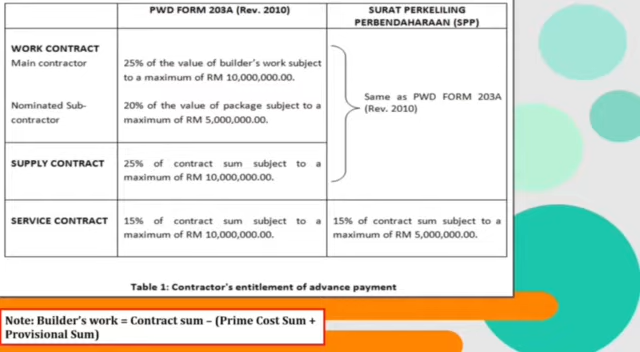 PWD FORM 203A (Rev. 2010)
SURAT PERKELILING
PERBENDAHARAAN (SPP)
WORK CONTRACT
Main contractor
25% of the value of builder's work subject
to a maximum of RM 10,000,000.00.
Nominated Sub-
contractor
20% of the value of package subject to a
maximum of RM 5,000,000.00.
Same as PWD FORM 203A
(Rev. 2010)
SUPPLY CONTRACT
25% of contract sum subject to a
maximum of RM 10,000,000.00.
SERVICE CONTRACT
15% of contract sum subject to a
maximum of RM 10,000,000.00.
15% of contract sum subject to a
maximum of RM 5,000,000.00.
Table 1: Contractor's entitlement of advance payment
Note: Builder's work = Contract sum – (Prime Cost Sum +
Provisional Sum)